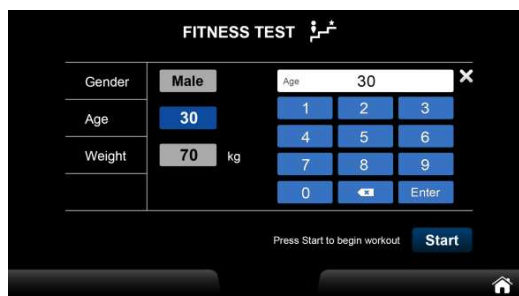 FITNESS TEST
Gender Male
Age 30
Weight 70 kg
Age 30
1 2 3
4 5 6
7 8 9
0 Enter
Press Start to begin workout Start